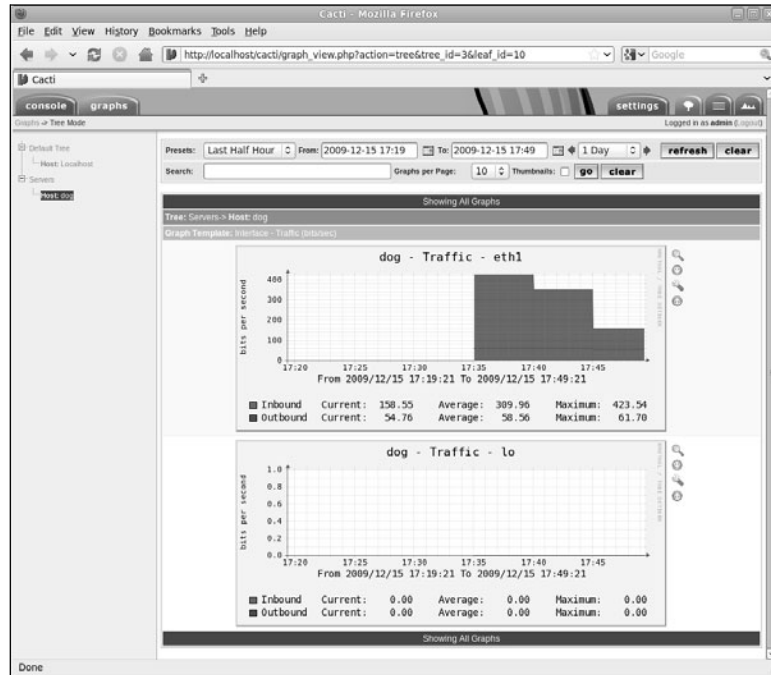 Cacti - Mozilla Firefox
File Edit View History Bookmarks Tools Help
http://localhost/cacti/graph_view.php?action=tree&tree_id=3&leaf_id=10
Google
Cacti
console graphs settings
Graphs -> Tree Mode Logged in as admin (Logout)
Default Tree
Host: Localhost
Servers
Host: dog
Presets: Last Half Hour From: 2009-12-15 17:19 To: 2009-12-15 17:49 1 Day refresh clear
Search: Graphs per Page: 10 Thumbnails: go clear
Showing All Graphs
Tree: Servers-> Host: dog
Graph Template: Interface - Traffic (bits/sec)
dog - Traffic - eth1
bits per second
400
300
200
100
0
17:20 17:25 17:30 17:35 17:40 17:45
From 2009/12/15 17:19:21 To 2009/12/15 17:49:21
Inbound Current: 158.55 Average: 309.96 Maximum: 423.54
Outbound Current: 54.76 Average: 58.56 Maximum: 61.70
dog - Traffic - lo
bits per second
1.0
0.8
0.6
0.4
0.2
0.0
17:20 17:25 17:30 17:35 17:40 17:45
From 2009/12/15 17:19:21 To 2009/12/15 17:49:21
Inbound Current: 0.00 Average: 0.00 Maximum: 0.00
Outbound Current: 0.00 Average: 0.00 Maximum: 0.00
Showing All Graphs
Done